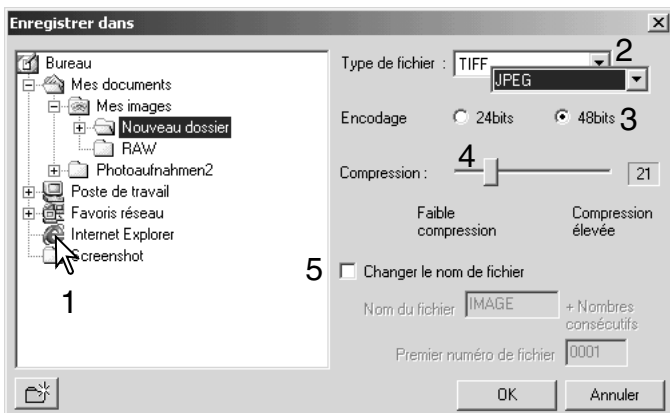 Enregistrer dans
Bureau
Mes documents
Mes images
Nouveau dossier
RAW
Photoaufnahmen2
Poste de travail
Favoris réseau
Internet Explorer
Screenshot
1
Type de fichier : TIFF 2
JPEG
Encodage 24bits 48bits 3
4
Compression : 21
Faible compression
Compression élevée
5 Changer le nom de fichier
Nom du fichier IMAGE + Nombres
consécutifs
Premier numéro de fichier 0001
OK Annuler